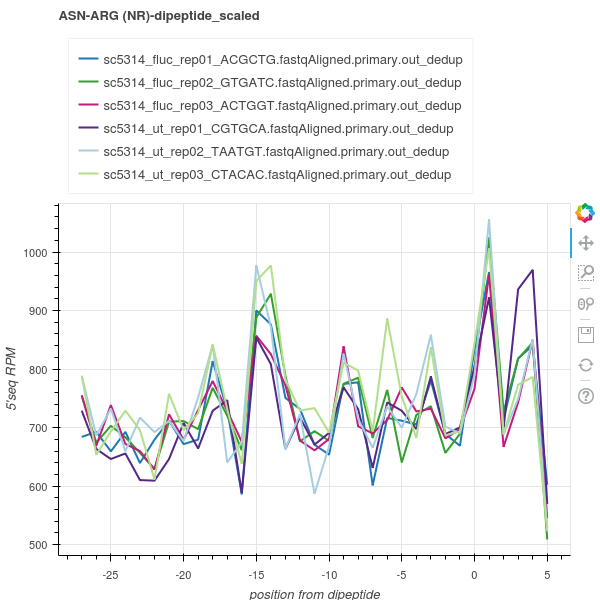 ASN-ARG (NR)-dipeptide_scaled
sc5314_fluc_rep01_ACGCTG.fastqAligned.primary.out_dedup
sc5314_fluc_rep02_GTGATC.fastqAligned.primary.out_dedup
sc5314_fluc_rep03_ACTGGT.fastqAligned.primary.out_dedup
sc5314_ut_rep01_CGTGCA.fastqAligned.primary.out_dedup
sc5314_ut_rep02_TAATGT.fastqAligned.primary.out_dedup
sc5314_ut_rep03_CTACAC.fastqAligned.primary.out_dedup
1000
900
800
700
600
500
5'seq RPM
-25 -20 -15 -10 -5 0 5
position from dipeptide